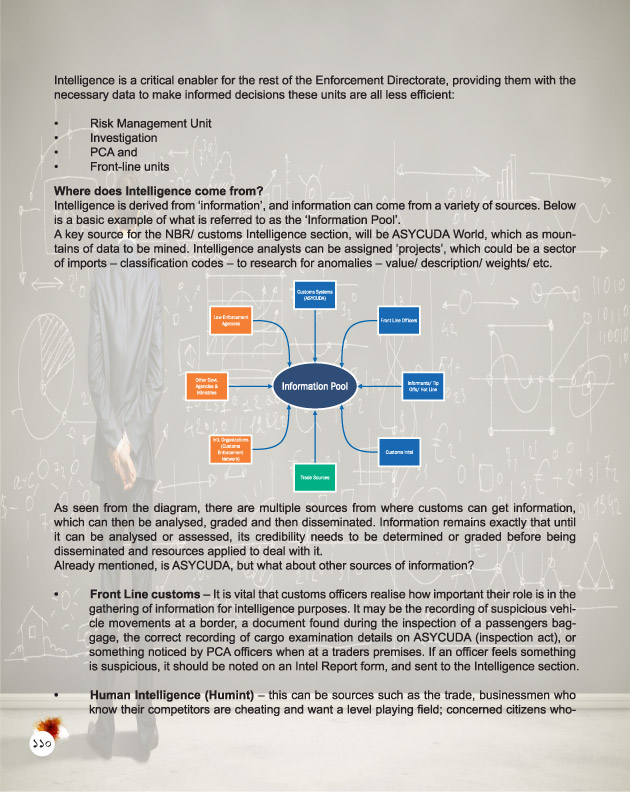 Intelligence is a critical enabler for the rest of the Enforcement Directorate, providing them with the
necessary data to make informed decisions these units are all less efficient:
• Risk Management Unit
• Investigation
• PCA and
• Front-line units
Where does Intelligence come from?
Intelligence is derived from ‘information’, and information can come from a variety of sources. Below
is a basic example of what is referred to as the ‘Information Pool’.
A key source for the NBR/ customs Intelligence section, will be ASYCUDA World, which as moun-
tains of data to be mined. Intelligence analysts can be assigned ‘projects’, which could be a sector
of imports – classification codes – to research for anomalies – value/ description/ weights/ etc.
Customs Systems
(ASYCUDA)
Law Enforcement
Agencies
Front Line Officers
Other Govt.
Agencies &
Ministries
Information Pool
Informants/ Tip
Offs/ Hot Line
Int. Organizations
(Customs
Enforcement
Network)
Customs Intel
Trade Sources
As seen from the diagram, there are multiple sources from where customs can get information,
which can then be analysed, graded and then disseminated. Information remains exactly that until
it can be analysed or assessed, its credibility needs to be determined or graded before being
disseminated and resources applied to deal with it.
Already mentioned, is ASYCUDA, but what about other sources of information?
• Front Line customs – It is vital that customs officers realise how important their role is in the
gathering of information for intelligence purposes. It may be the recording of suspicious vehi-
cle movements at a border, a document found during the inspection of a passengers bag-
gage, the correct recording of cargo examination details on ASYCUDA (inspection act), or
something noticed by PCA officers when at a traders premises. If an officer feels something
is suspicious, it should be noted on an Intel Report form, and sent to the Intelligence section.
• Human Intelligence (Humint) – this can be sources such as the trade, businessmen who
know their competitors are cheating and want a level playing field; concerned citizens who-
১১০